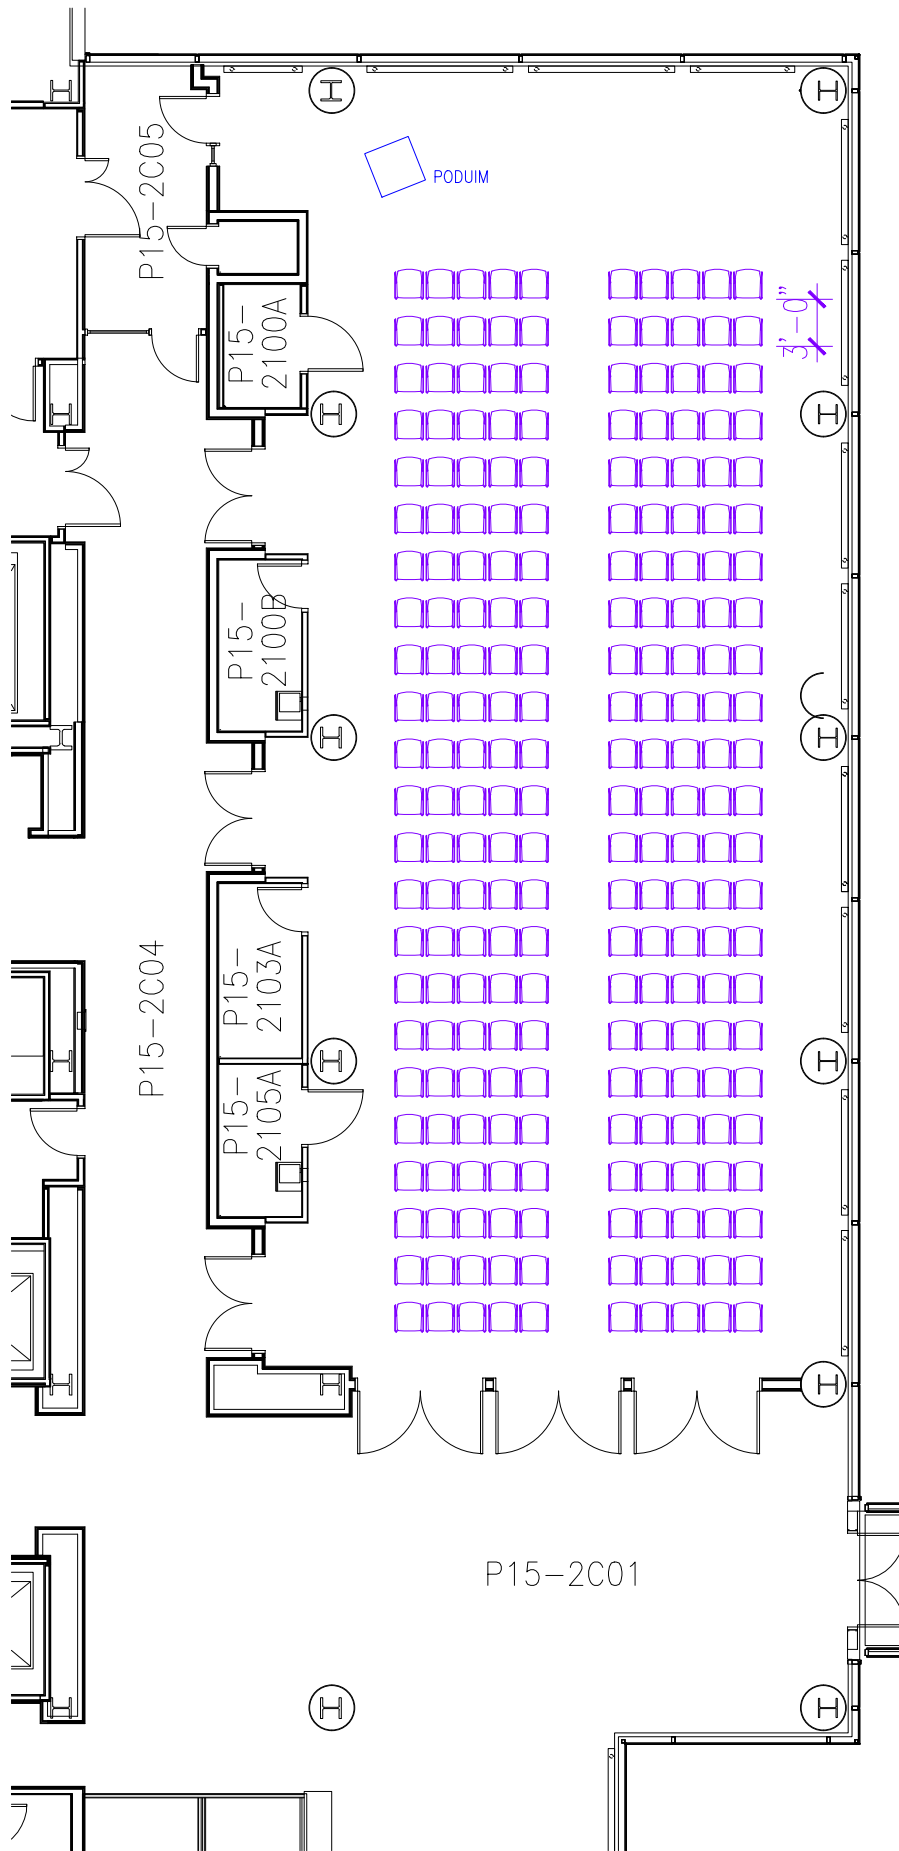 P15-2C05
PODUIM
P15-
2100A
3'-0"
P15-
2100B
P15-2C04
P15-
2103A
P15-
2105A
P15-2C01